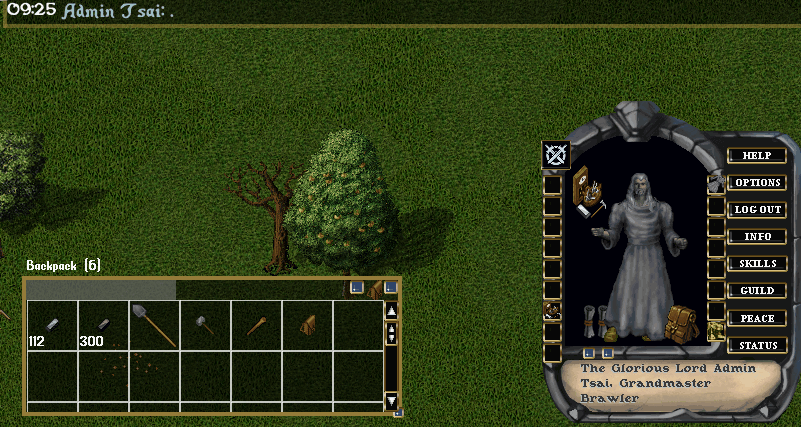 09:25 Admin Tsai: .
HELP
OPTIONS
LOG OUT
INFO
SKILLS
GUILD
PEACE
STATUS
Backpack (6)
112
300
The Glorious Lord Admin
Tsai, Grandmaster
Brawler